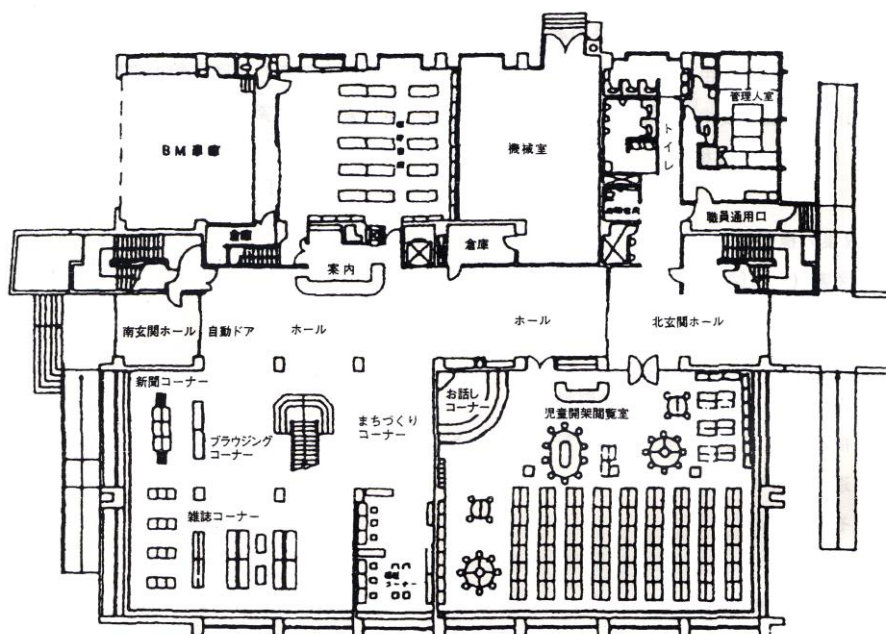 管理人室
BM車庫
機械室
トイレ
職員通用口
倉庫
倉庫
案内
南玄関ホール
自動ドア
ホール
ホール
北玄関ホール
新聞コーナー
お話し
コーナー
児童開架閲覧室
まちづくり
コーナー
ブラウジング
コーナー
雑誌コーナー
コーナー